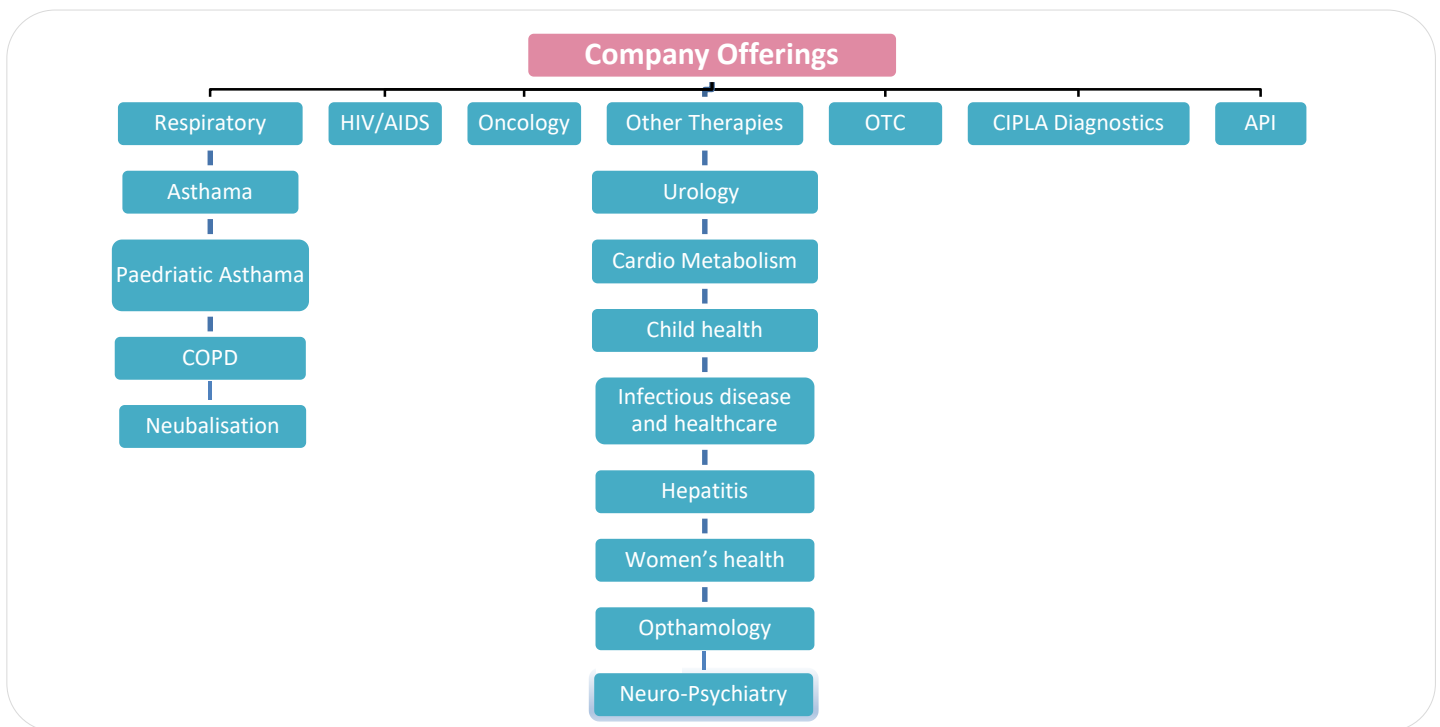 Company Offerings
Respiratory
HIV/AIDS
Oncology
Other Therapies
OTC
CIPLA Diagnostics
API
Asthama
Paedriatic Asthama
COPD
Neubalisation
Urology
Cardio Metabolism
Child health
Infectious disease
and healthcare
Hepatitis
Women’s health
Opthamology
Neuro-Psychiatry